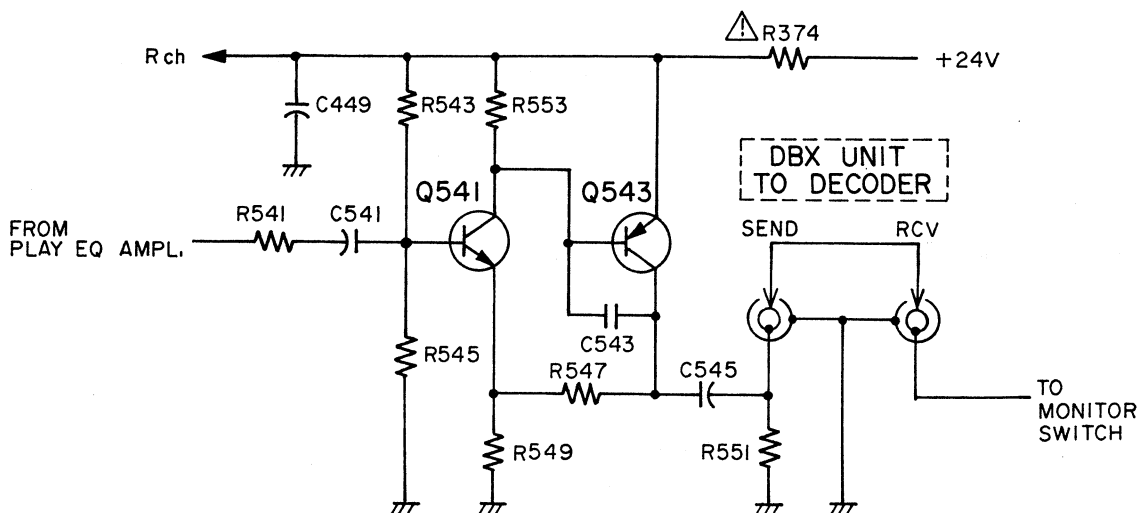 R374
Rch
+24V
C449
R543
R553
DBX UNIT
TO DECODER
Q541
Q543
R541
C541
SEND
RCV
FROM
PLAY EQ AMPL.
R545
C543
R547
C545
TO
MONITOR
SWITCH
R549
R551